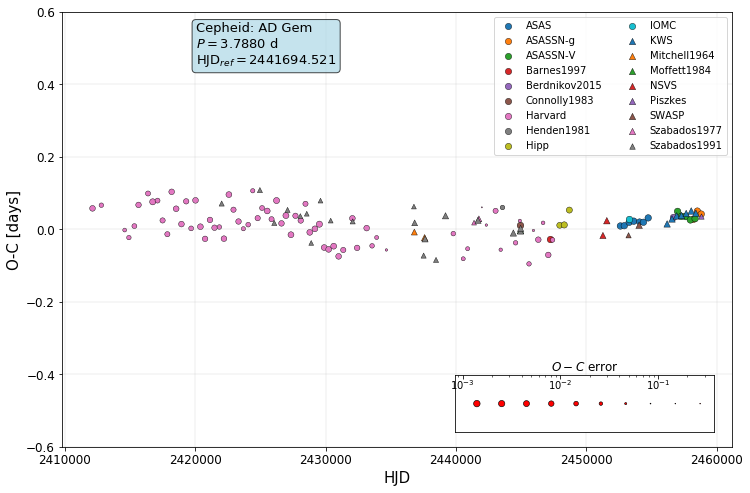 Cepheid: AD Gem
P = 3.7880 d
HJD_ref = 2441694.521
ASAS
ASASSN-g
ASASSN-V
Barnes1997
Berdnikov2015
Connolly1983
Harvard
Henden1981
Hipp
IOMC
KWS
Mitchell1964
Moffett1984
NSVS
Piszkes
SWASP
Szabados1977
Szabados1991
O-C [days]
0.6
0.4
0.2
0.0
−0.2
−0.4
−0.6
O − C error
10^−3 10^−2 10^−1
2410000 2420000 2430000 2440000 2450000 2460000
HJD